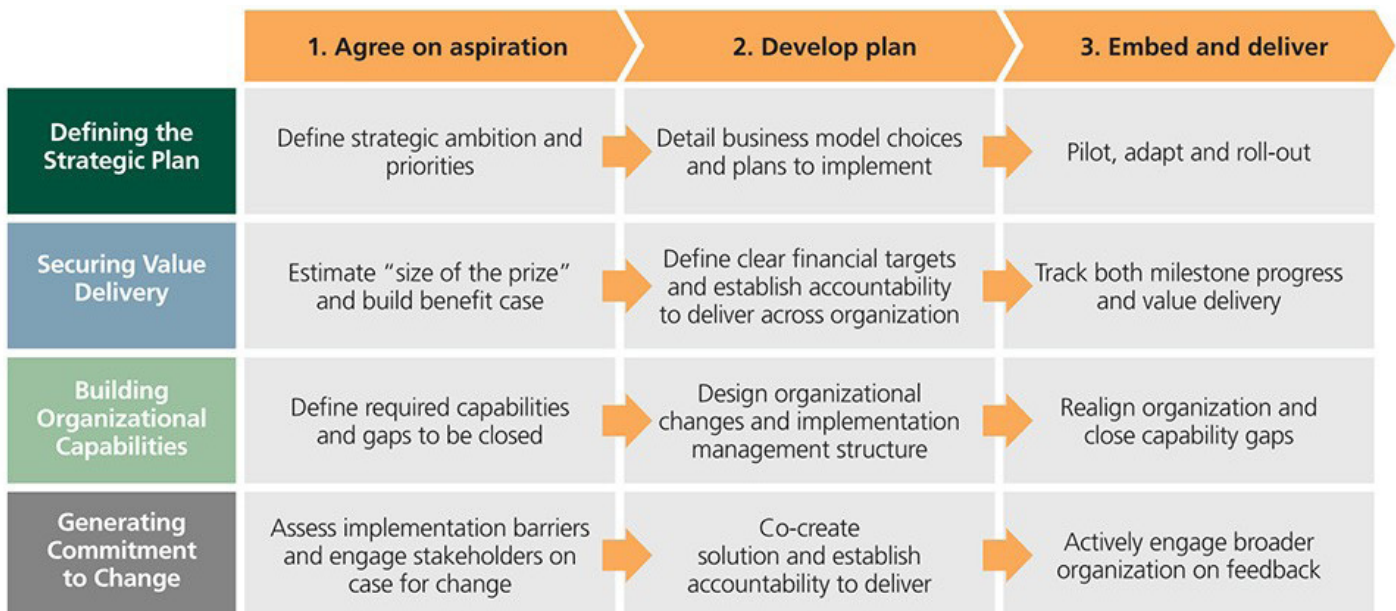 1. Agree on aspiration
2. Develop plan
3. Embed and deliver
Defining the
Strategic Plan
Define strategic ambition and
priorities
Detail business model choices
and plans to implement
Pilot, adapt and roll-out
Securing Value
Delivery
Estimate “size of the prize”
and build benefit case
Define clear financial targets
and establish accountability
to deliver across organization
Track both milestone progress
and value delivery
Building
Organizational
Capabilities
Define required capabilities
and gaps to be closed
Design organizational
changes and implementation
management structure
Realign organization and
close capability gaps
Generating
Commitment
to Change
Assess implementation barriers
and engage stakeholders on
case for change
Co-create
solution and establish
accountability to deliver
Actively engage broader
organization on feedback